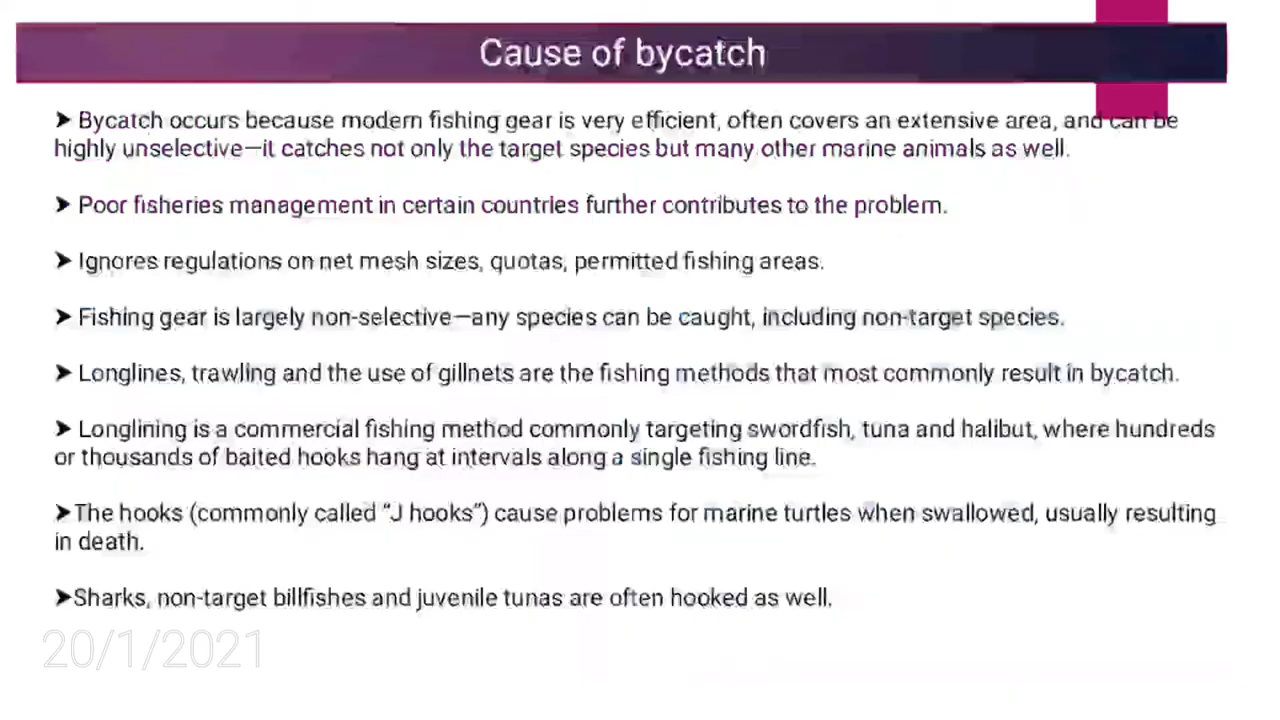 Cause of bycatch
➤ Bycatch occurs because modern fishing gear is very efficient, often covers an extensive area, and can be
highly unselective—it catches not only the target species but many other marine animals as well.
➤ Poor fisheries management in certain countries further contributes to the problem.
➤ Ignores regulations on net mesh sizes, quotas, permitted fishing areas.
➤ Fishing gear is largely non-selective—any species can be caught, including non-target species.
➤ Longlines, trawling and the use of gillnets are the fishing methods that most commonly result in bycatch.
➤ Longlining is a commercial fishing method commonly targeting swordfish, tuna and halibut, where hundreds
or thousands of baited hooks hang at intervals along a single fishing line.
➤The hooks (commonly called “J hooks”) cause problems for marine turtles when swallowed, usually resulting
in death.
➤Sharks, non-target billfishes and juvenile tunas are often hooked as well.
20/1/2021